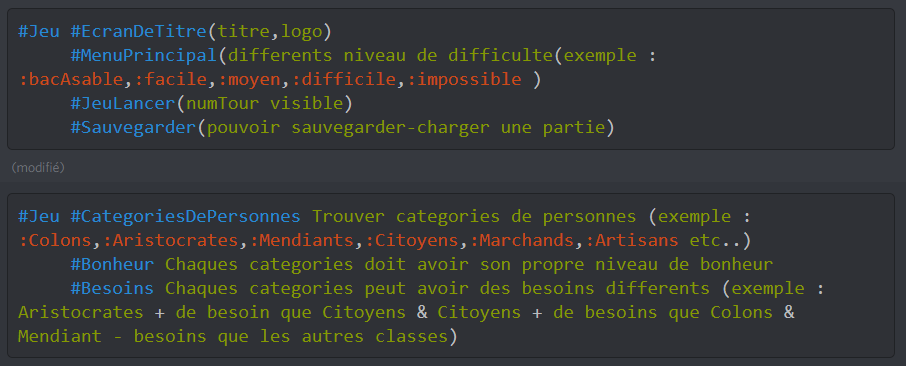 #Jeu #EcranDeTitre(titre,logo)
#MenuPrincipal(differents niveau de difficulte(exemple :
:bacAsable,:facile,:moyen,:difficile,:impossible )
#JeuLancer(numTour visible)
#Sauvegarder(pouvoir sauvegarder-charger une partie)
(modifié)
#Jeu #CategoriesDePersonnes Trouver categories de personnes (exemple :
:Colons,:Aristocrates,:Mendiants,:Citoyens,:Marchands,:Artisans etc..)
#Bonheur Chaques categories doit avoir son propre niveau de bonheur
#Besoins Chaques categories peut avoir des besoins differents (exemple :
Aristocrates + de besoin que Citoyens & Citoyens + de besoins que Colons &
Mendiant - besoins que les autres classes)